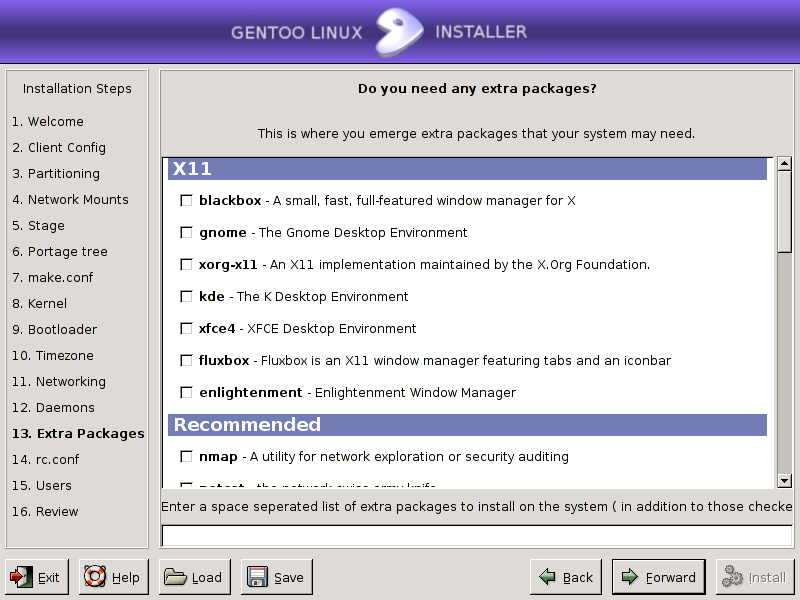 GENTOO LINUX INSTALLER
Installation Steps
1. Welcome
2. Client Config
3. Partitioning
4. Network Mounts
5. Stage
6. Portage tree
7. make.conf
8. Kernel
9. Bootloader
10. Timezone
11. Networking
12. Daemons
13. Extra Packages
14. rc.conf
15. Users
16. Review
Do you need any extra packages?
This is where you emerge extra packages that your system may need.
X11
blackbox - A small, fast, full-featured window manager for X
gnome - The Gnome Desktop Environment
xorg-x11 - An X11 implementation maintained by the X.Org Foundation.
kde - The K Desktop Environment
xfce4 - XFCE Desktop Environment
fluxbox - Fluxbox is an X11 window manager featuring tabs and an iconbar
enlightenment - Enlightenment Window Manager
Recommended
nmap - A utility for network exploration or security auditing
Enter a space seperated list of extra packages to install on the system ( in addition to those checke
Exit
Help
Load
Save
Back
Forward
Install